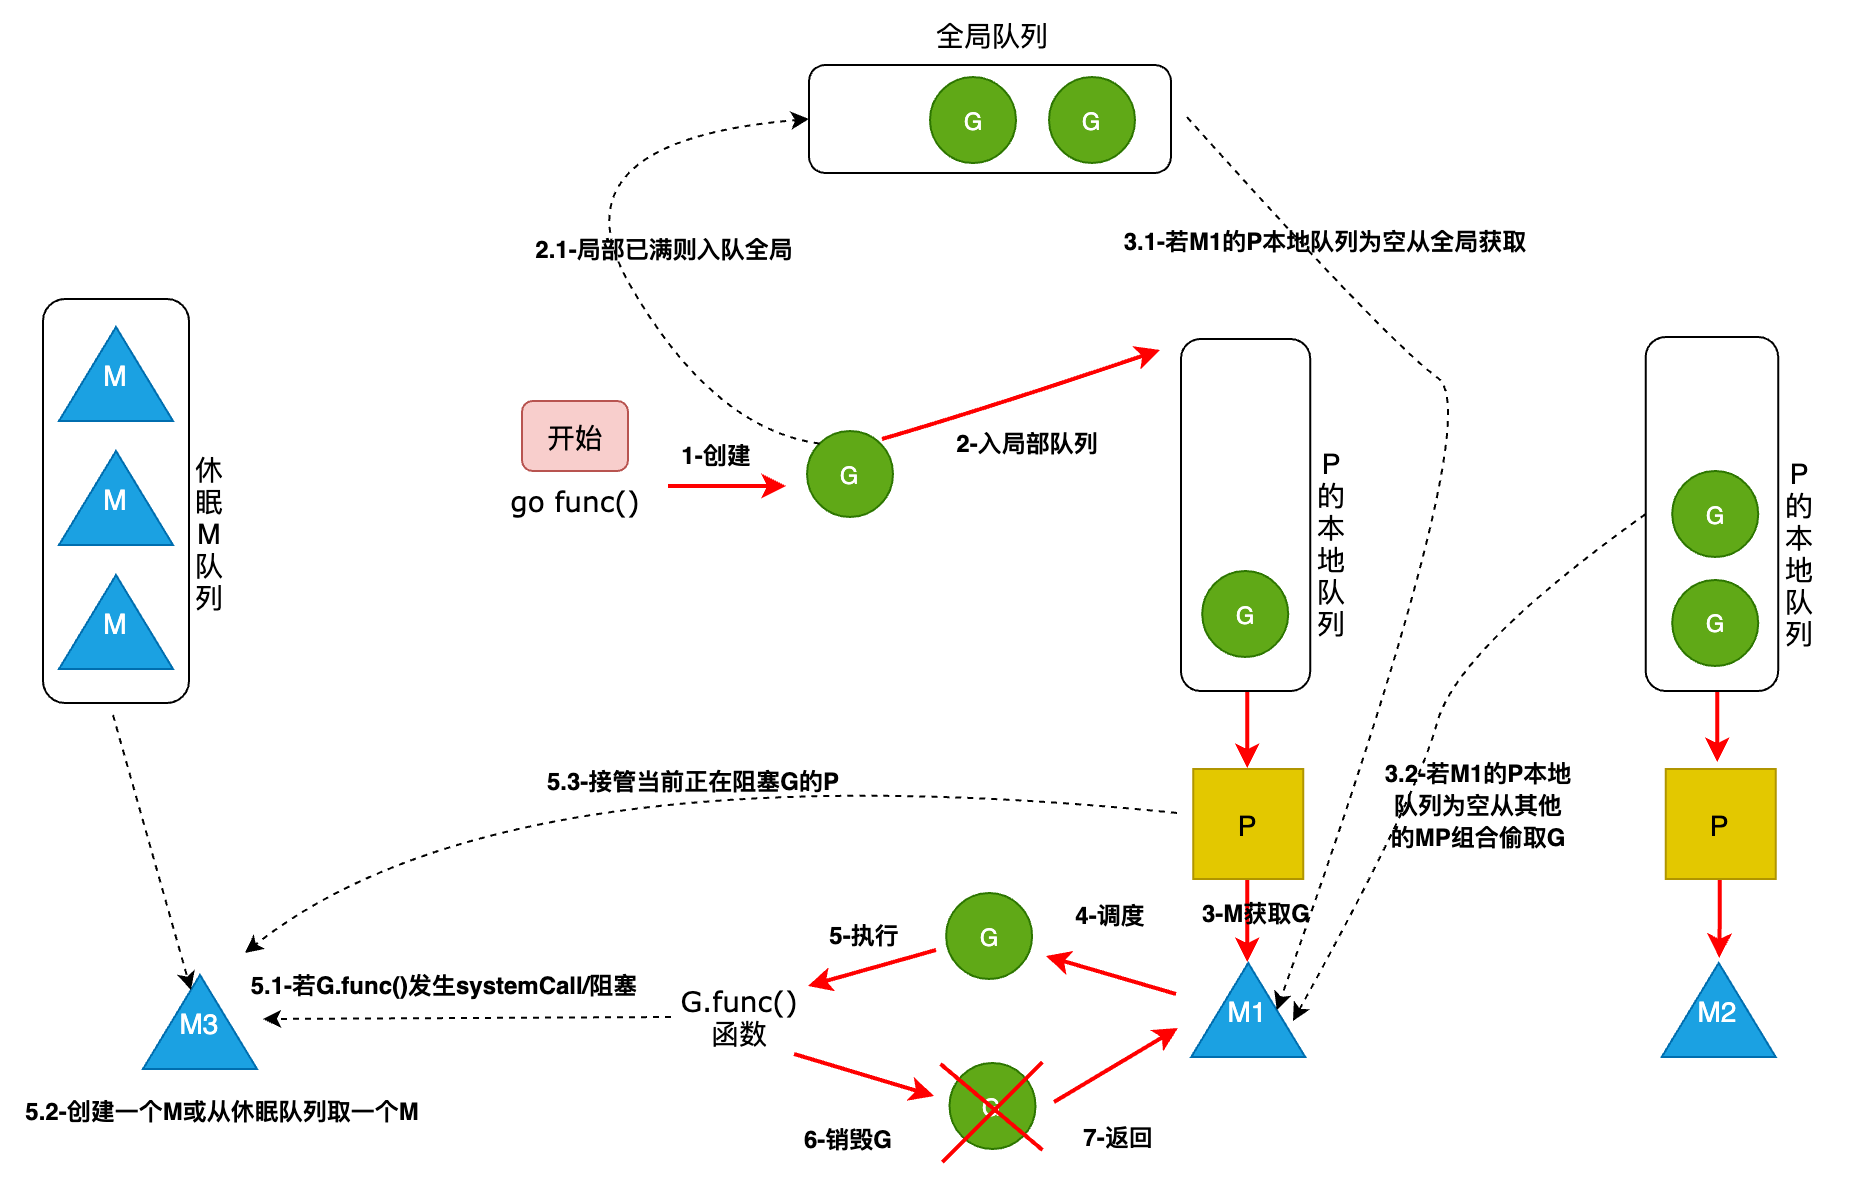 全局队列
G
G
2.1-局部已满则入队全局
3.1-若M1的P本地队列为空从全局获取
M
M
M
休眠M队列
开始
go func()
1-创建
G
2-入局部队列
G
P的本地队列
G
G
P的本地队列
5.3-接管当前正在阻塞G的P
P
3.2-若M1的P本地
队列为空从其他
的MP组合偷取G
P
3-M获取G
4-调度
G
5-执行
5.1-若G.func()发生systemCall/阻塞
G.func()
函数
M3
M1
M2
5.2-创建一个M或从休眠队列取一个M
G
6-销毁G
7-返回